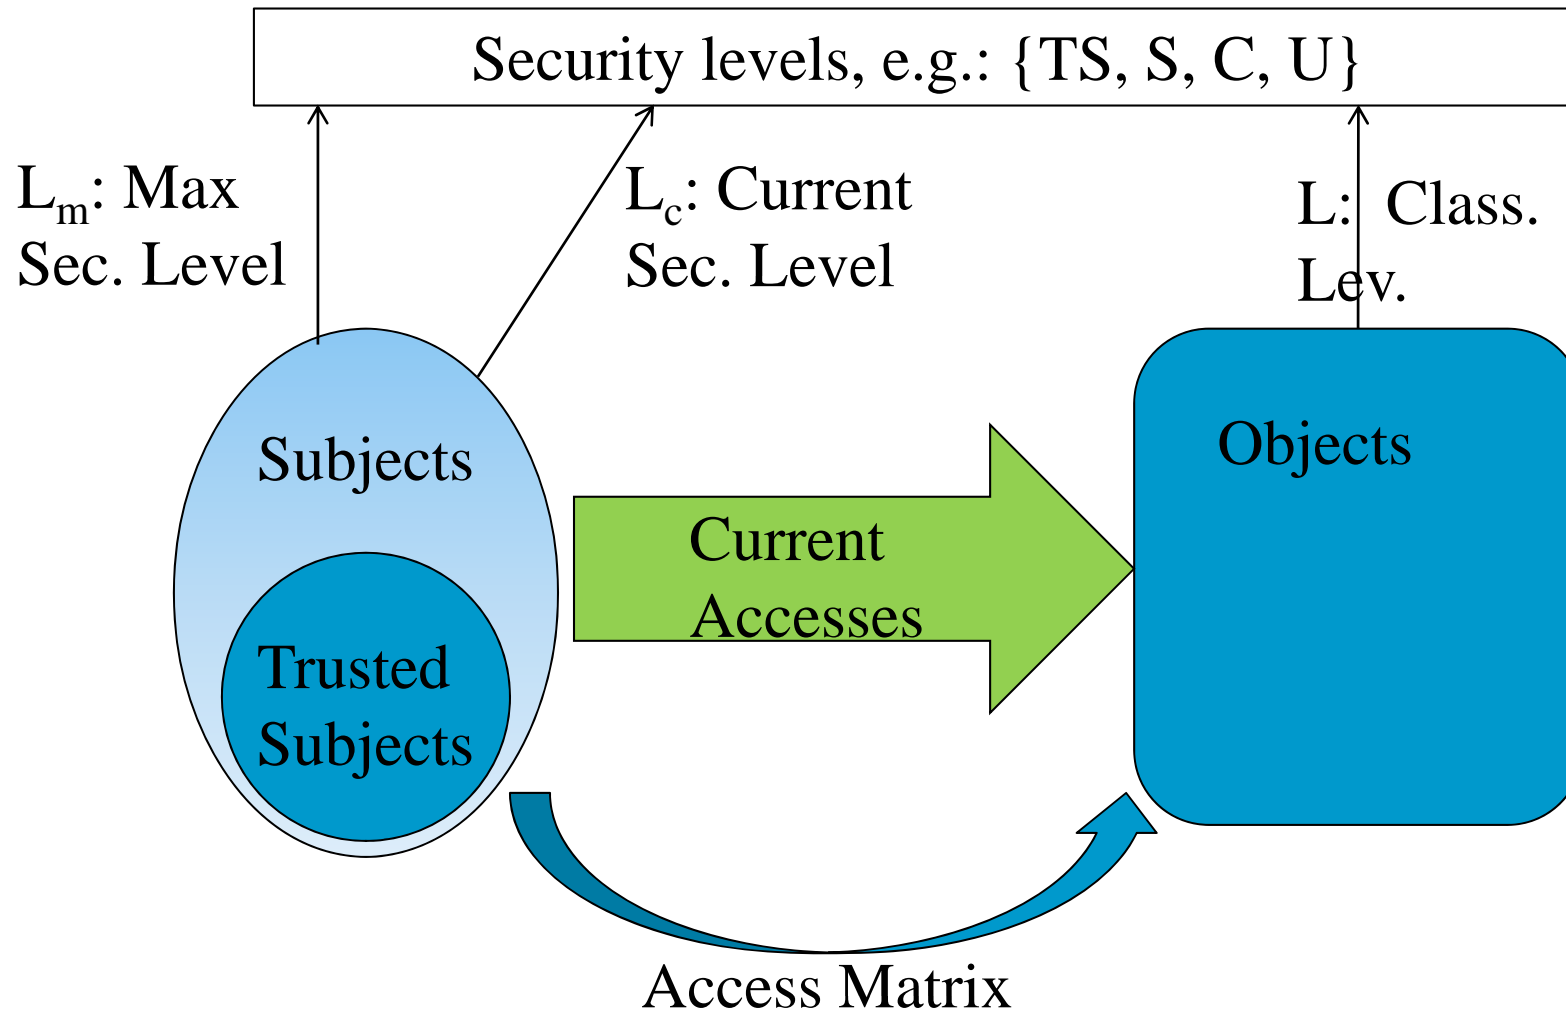 Security levels, e.g.: {TS, S, C, U}
Lm: Max
Sec. Level
Lc: Current
Sec. Level
L: Class.
Lev.
Subjects
Objects
Current
Accesses
Trusted
Subjects
Access Matrix